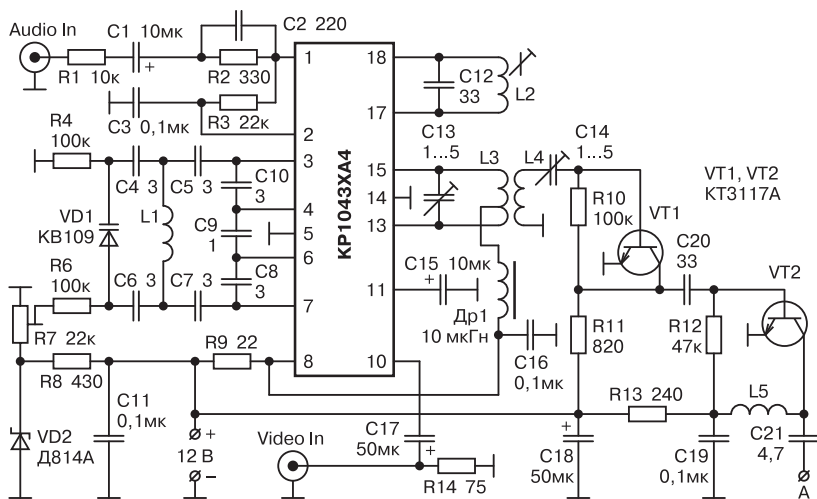 Audio In
C1 10мк
+
R1 10к
C2 220
R2 330
C3 0,1мк
R3 22к
R4
100к
C4 3
C5 3
C10
3
VD1
КВ109
L1
C9
1
R6
100к
C6 3
C7 3
C8
3
R7 22к
R8 430
R9 22
C11
0,1мк
VD2
Д814А
+
12 В
–
Video In
C17
50мк
+
R14 75
КР1043ХА4
1
2
3
4
5
6
7
8
18
17
15
14
13
11
10
C12
33
L2
C13
1...5
L3
L4
C14
1...5
VT1, VT2
КТ3117А
R10
100к
VT1
C20
33
VT2
C15 10мк
+
Др1
10 мкГн
C16
0,1мк
R11
820
R12
47к
R13 240
L5
+
C18
50мк
C19
0,1мк
C21
4,7
А